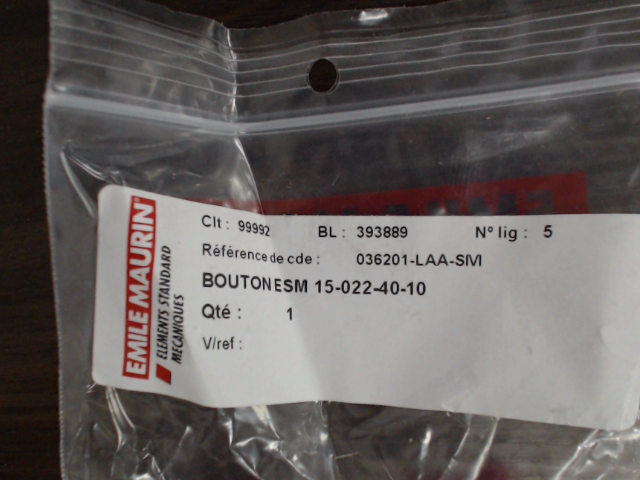 EMILE MAURIN
ELEMENTS STANDARD
MECANIQUES
Clt : 99992 BL : 393889 N° lig : 5
Référence de cde : 036201-LAA-SM
BOUTON ESM 15-022-40-10
Qté : 1
V/ref :